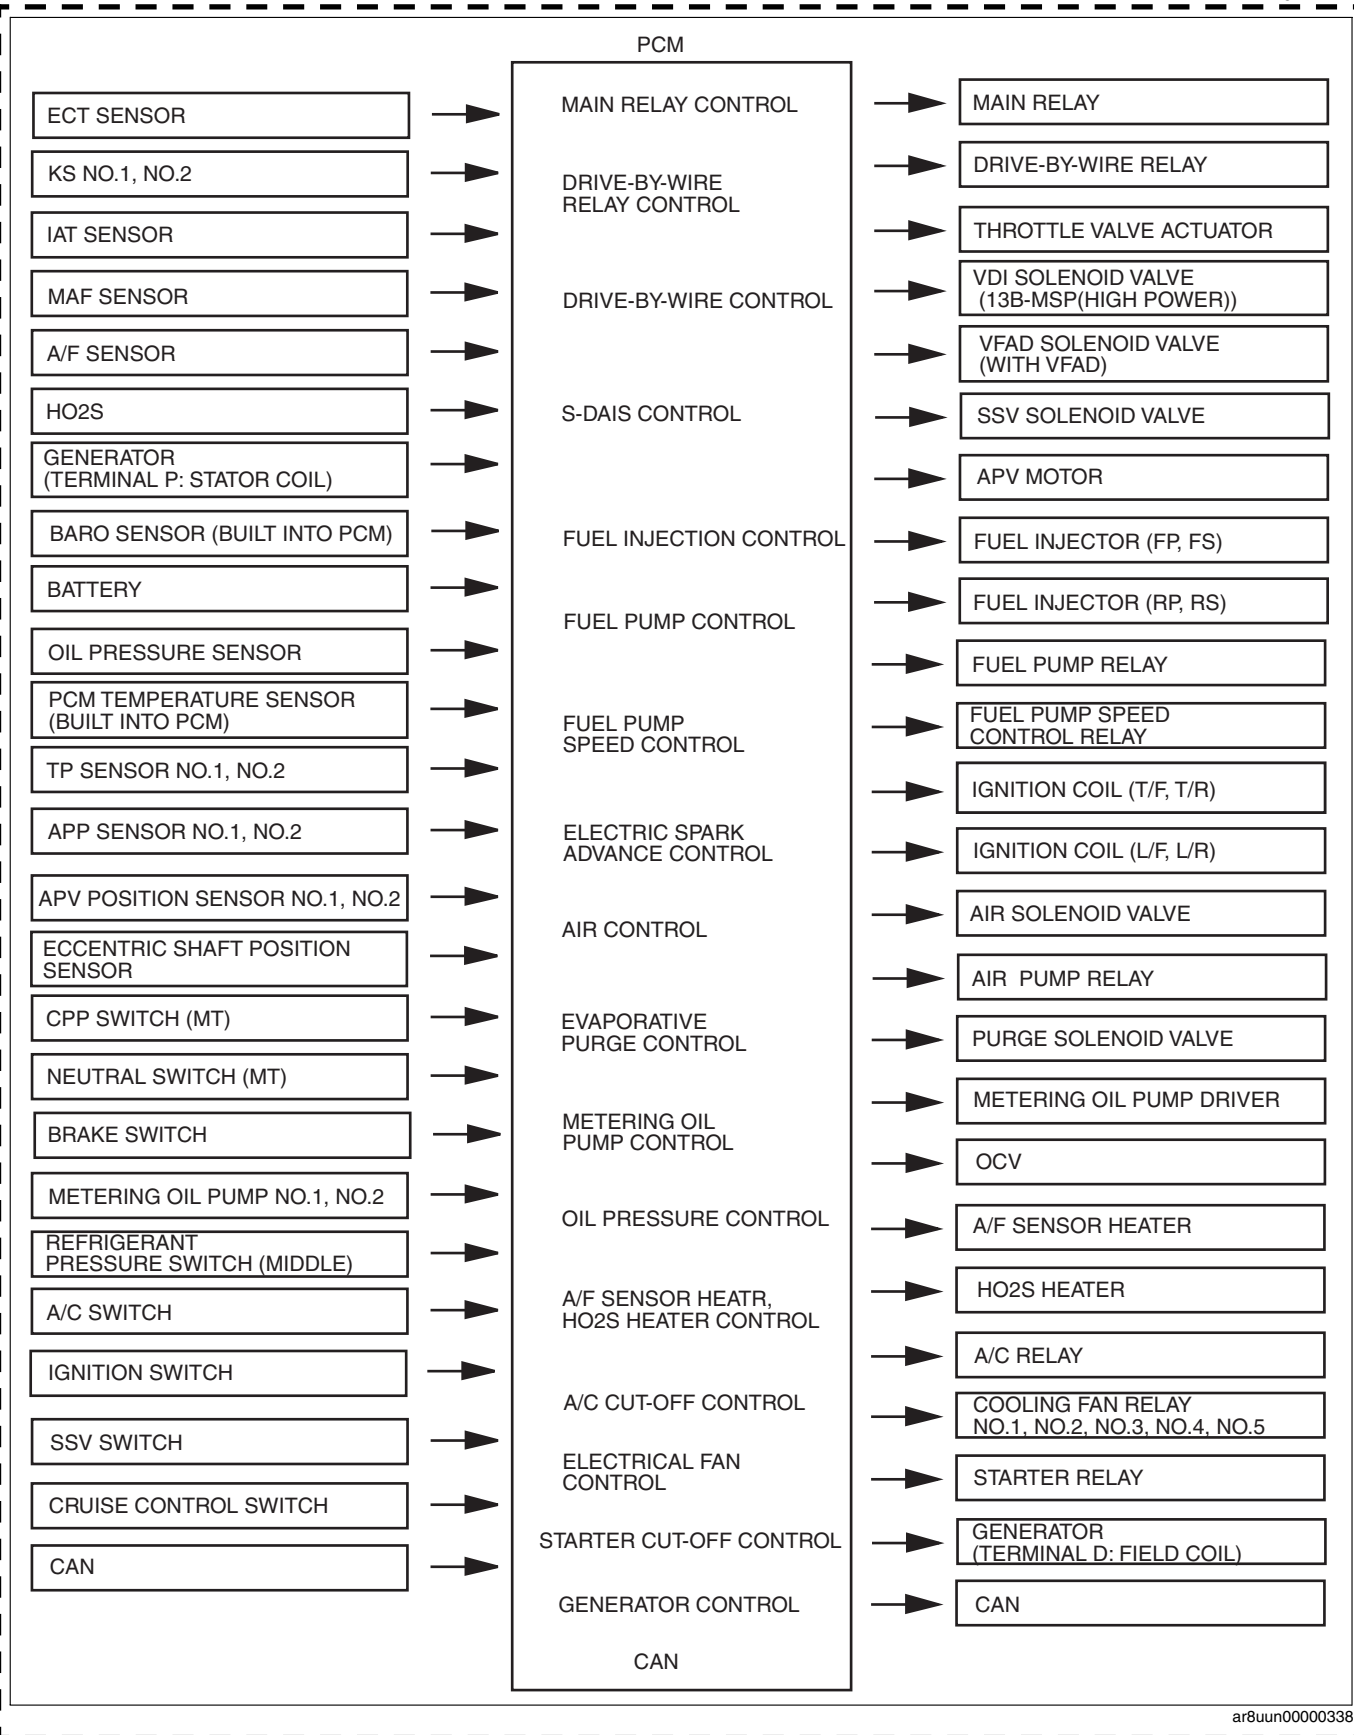 PCM
ECT SENSOR
KS NO.1, NO.2
IAT SENSOR
MAF SENSOR
A/F SENSOR
HO2S
GENERATOR
(TERMINAL P: STATOR COIL)
BARO SENSOR (BUILT INTO PCM)
BATTERY
OIL PRESSURE SENSOR
PCM TEMPERATURE SENSOR
(BUILT INTO PCM)
TP SENSOR NO.1, NO.2
APP SENSOR NO.1, NO.2
APV POSITION SENSOR NO.1, NO.2
ECCENTRIC SHAFT POSITION
SENSOR
CPP SWITCH (MT)
NEUTRAL SWITCH (MT)
BRAKE SWITCH
METERING OIL PUMP NO.1, NO.2
REFRIGERANT
PRESSURE SWITCH (MIDDLE)
A/C SWITCH
IGNITION SWITCH
SSV SWITCH
CRUISE CONTROL SWITCH
CAN
MAIN RELAY CONTROL
DRIVE-BY-WIRE
RELAY CONTROL
DRIVE-BY-WIRE CONTROL
S-DAIS CONTROL
FUEL INJECTION CONTROL
FUEL PUMP CONTROL
FUEL PUMP
SPEED CONTROL
ELECTRIC SPARK
ADVANCE CONTROL
AIR CONTROL
EVAPORATIVE
PURGE CONTROL
METERING OIL
PUMP CONTROL
OIL PRESSURE CONTROL
A/F SENSOR HEATR,
HO2S HEATER CONTROL
A/C CUT-OFF CONTROL
ELECTRICAL FAN
CONTROL
STARTER CUT-OFF CONTROL
GENERATOR CONTROL
CAN
MAIN RELAY
DRIVE-BY-WIRE RELAY
THROTTLE VALVE ACTUATOR
VDI SOLENOID VALVE
(13B-MSP(HIGH POWER))
VFAD SOLENOID VALVE
(WITH VFAD)
SSV SOLENOID VALVE
APV MOTOR
FUEL INJECTOR (FP, FS)
FUEL INJECTOR (RP, RS)
FUEL PUMP RELAY
FUEL PUMP SPEED
CONTROL RELAY
IGNITION COIL (T/F, T/R)
IGNITION COIL (L/F, L/R)
AIR SOLENOID VALVE
AIR PUMP RELAY
PURGE SOLENOID VALVE
METERING OIL PUMP DRIVER
OCV
A/F SENSOR HEATER
HO2S HEATER
A/C RELAY
COOLING FAN RELAY
NO.1, NO.2, NO.3, NO.4, NO.5
STARTER RELAY
GENERATOR
(TERMINAL D: FIELD COIL)
CAN
ar8uun00000338